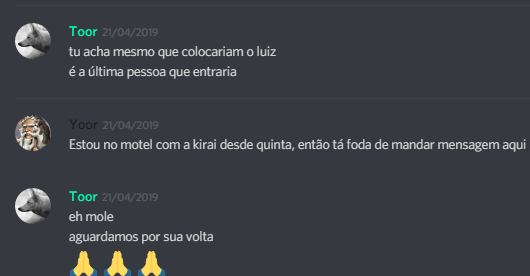 Toor 21/04/2019
tu acha mesmo que colocariam o luiz
é a última pessoa que entraria
Yoor 21/04/2019
Estou no motel com a kirai desde quinta, então tá foda de mandar mensagem aqui
Toor 21/04/2019
eh mole
aguardamos por sua volta
🙏 🙏 🙏